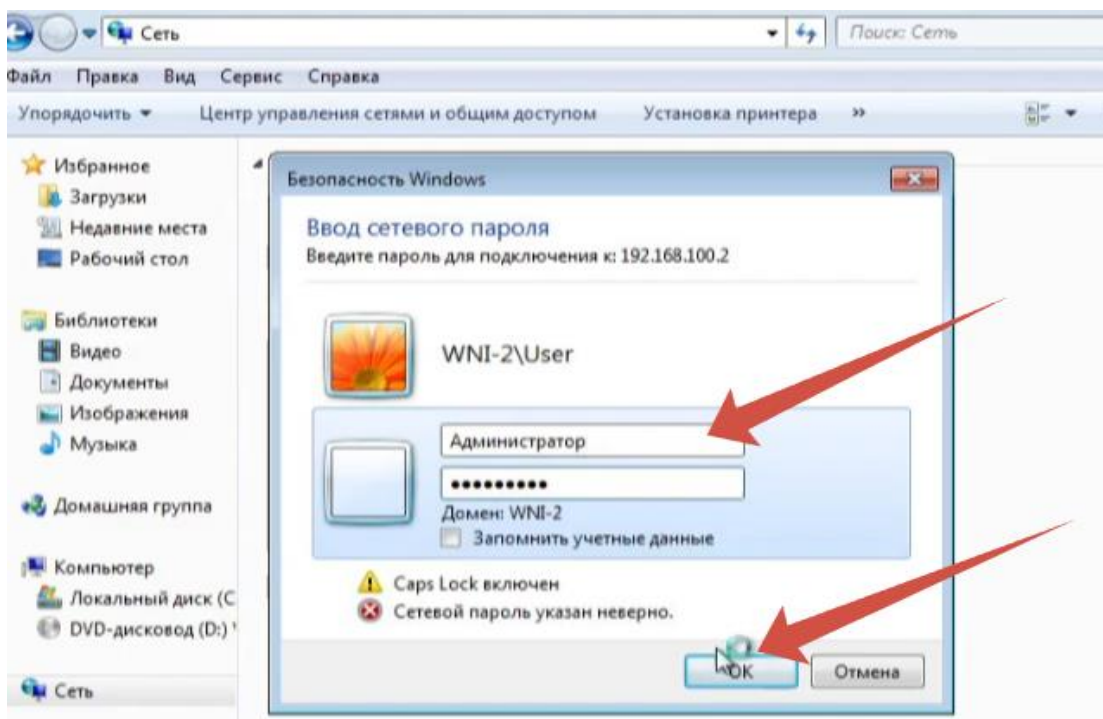 Сеть
Поиск: Сеть
Файл Правка Вид Сервис Справка
Упорядочить Центр управления сетями и общим доступом Установка принтера »
Избранное
Загрузки
Недавние места
Рабочий стол
Библиотеки
Видео
Документы
Изображения
Музыка
Домашняя группа
Компьютер
Локальный диск (C
DVD-дисковод (D:)
Сеть
Безопасность Windows
Ввод сетевого пароля
Введите пароль для подключения к: 192.168.100.2
WNI-2\User
Администратор
•••••••••
Домен: WNI-2
Запомнить учетные данные
Caps Lock включен
Сетевой пароль указан неверно.
ОК Отмена